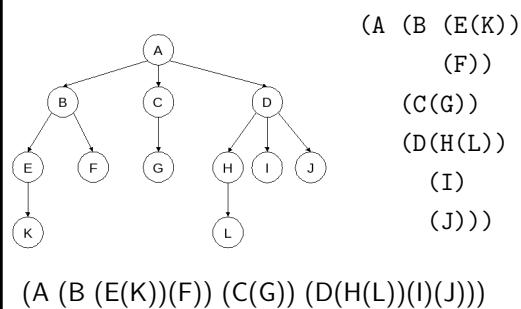 A
B
C
D
E
F
G
H
I
J
K
L
(A (B (E(K))
(F))
(C(G))
(D(H(L))
(I)
(J)))
(A (B (E(K))(F)) (C(G)) (D(H(L))(I)(J)))